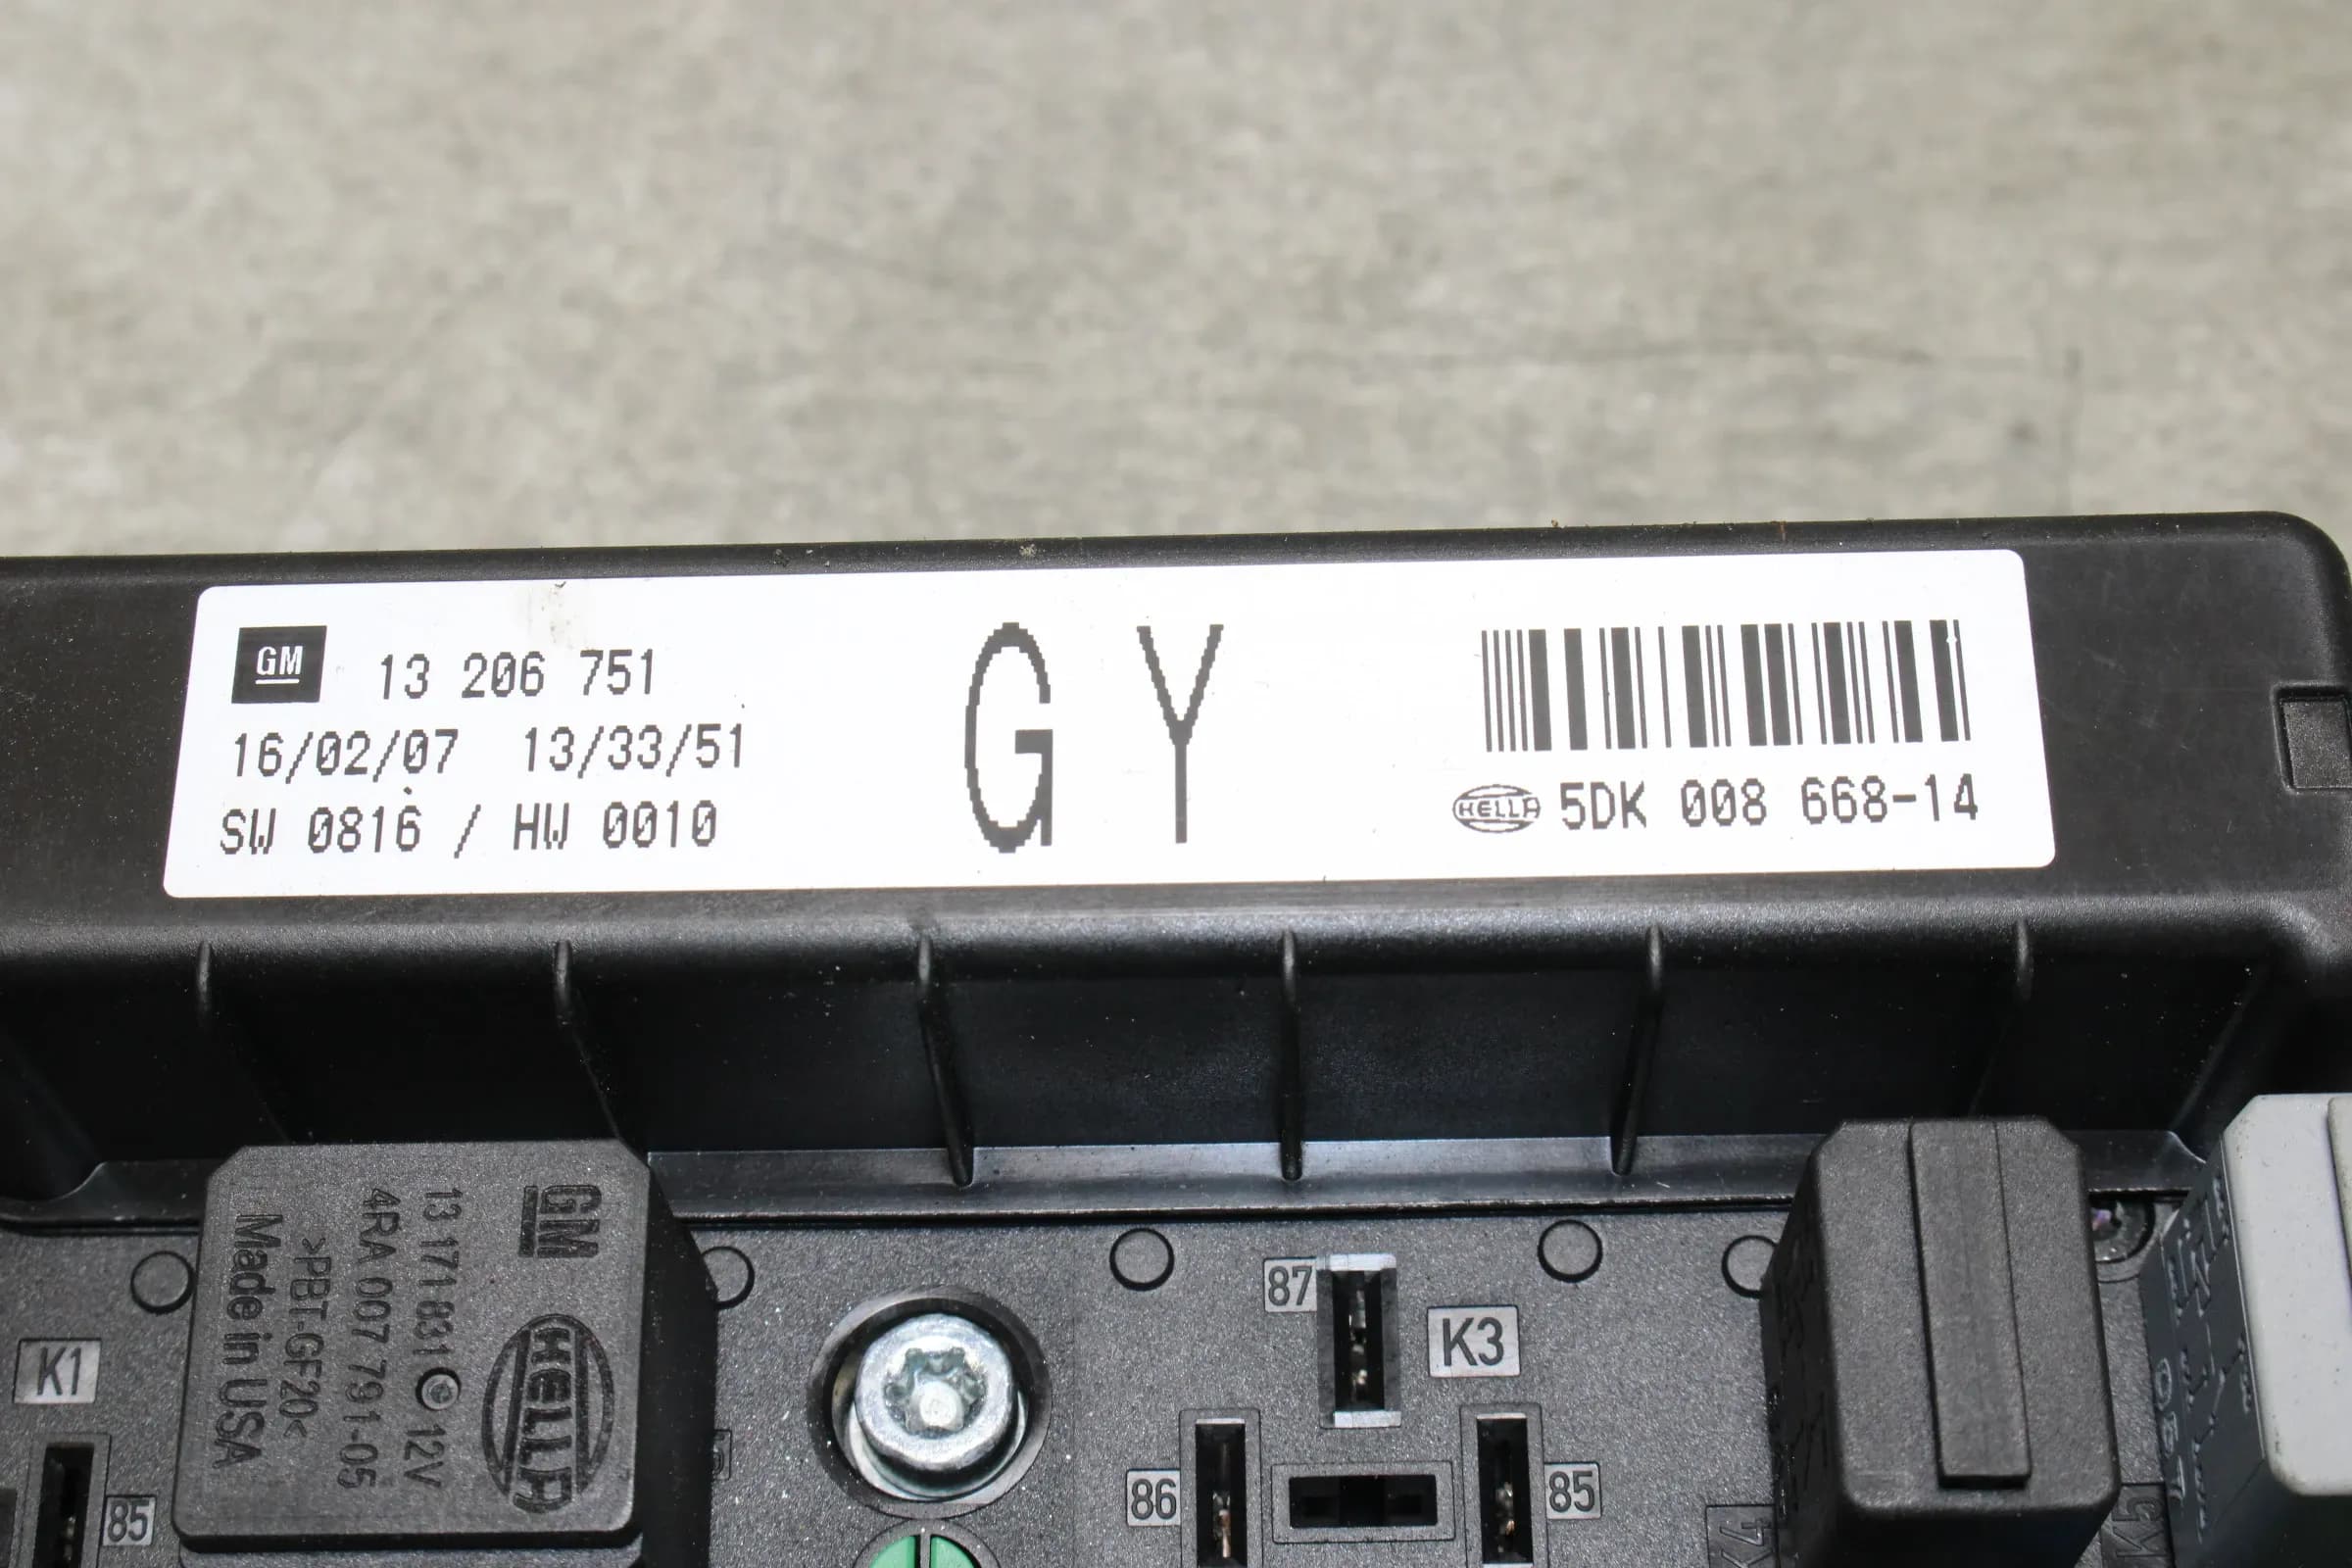 GM 13 206 751
16/02/07 13/33/51
SW 0816 / HW 0010
G Y
HELLA 5DK 008 668-14
GM
13 171 831 C 12V
4RA 007 791-05
>PBT-GF20<
Made in USA
HELLA
K1
85
87
K3
86
85